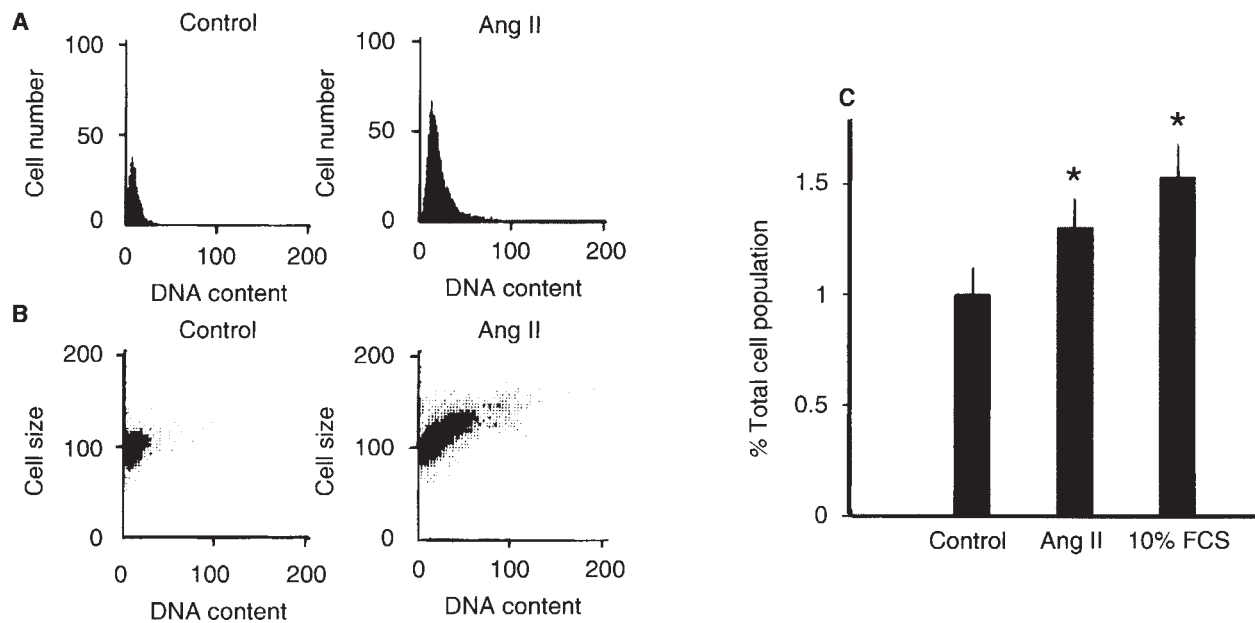 A
Control
Ang II
100
50
0
Cell number
0 100 200
DNA content
100
50
0
Cell number
0 100 200
DNA content
B
Control
Ang II
200
100
0
Cell size
0 100 200
DNA content
200
100
0
Cell size
0 100 200
DNA content
C
% Total cell population
1.5
1
0.5
0
*
*
Control Ang II 10% FCS